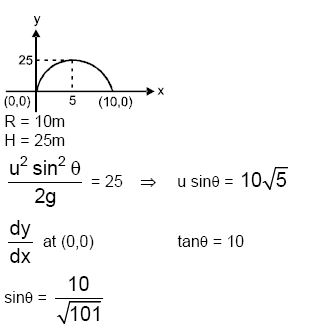 y
25
(0,0) 5 (10,0) x
R = 10m
H = 25m
u² sin² θ / 2g = 25 ⇒ u sinθ = 10√5
dy/dx at (0,0) tanθ = 10
sinθ = 10/√101